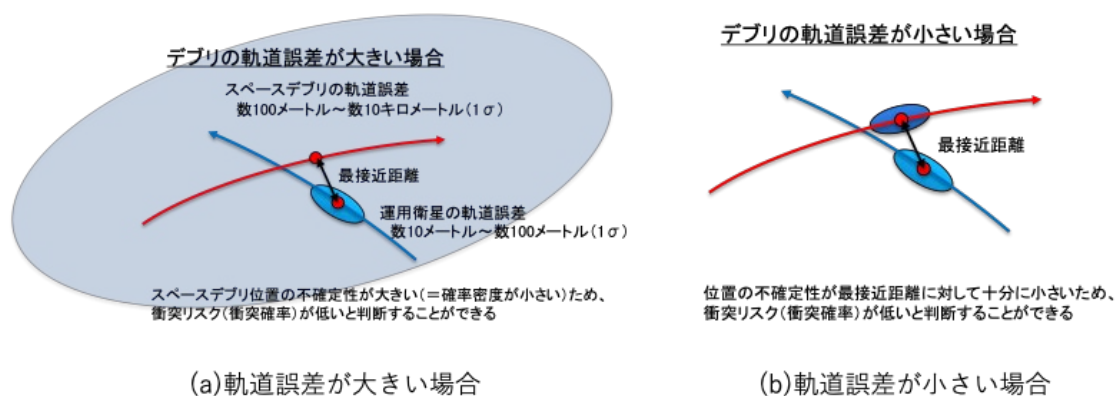 デブリの軌道誤差が大きい場合
スペースデブリの軌道誤差
数100メートル~数10キロメートル(1σ)
最接近距離
運用衛星の軌道誤差
数10メートル~数100メートル(1σ)
スペースデブリ位置の不確定性が大きい(=確率密度が小さい)ため、
衝突リスク(衝突確率)が低いと判断することができる
(a)軌道誤差が大きい場合
デブリの軌道誤差が小さい場合
最接近距離
位置の不確定性が最接近距離に対して十分に小さいため、
衝突リスク(衝突確率)が低いと判断することができる
(b)軌道誤差が小さい場合